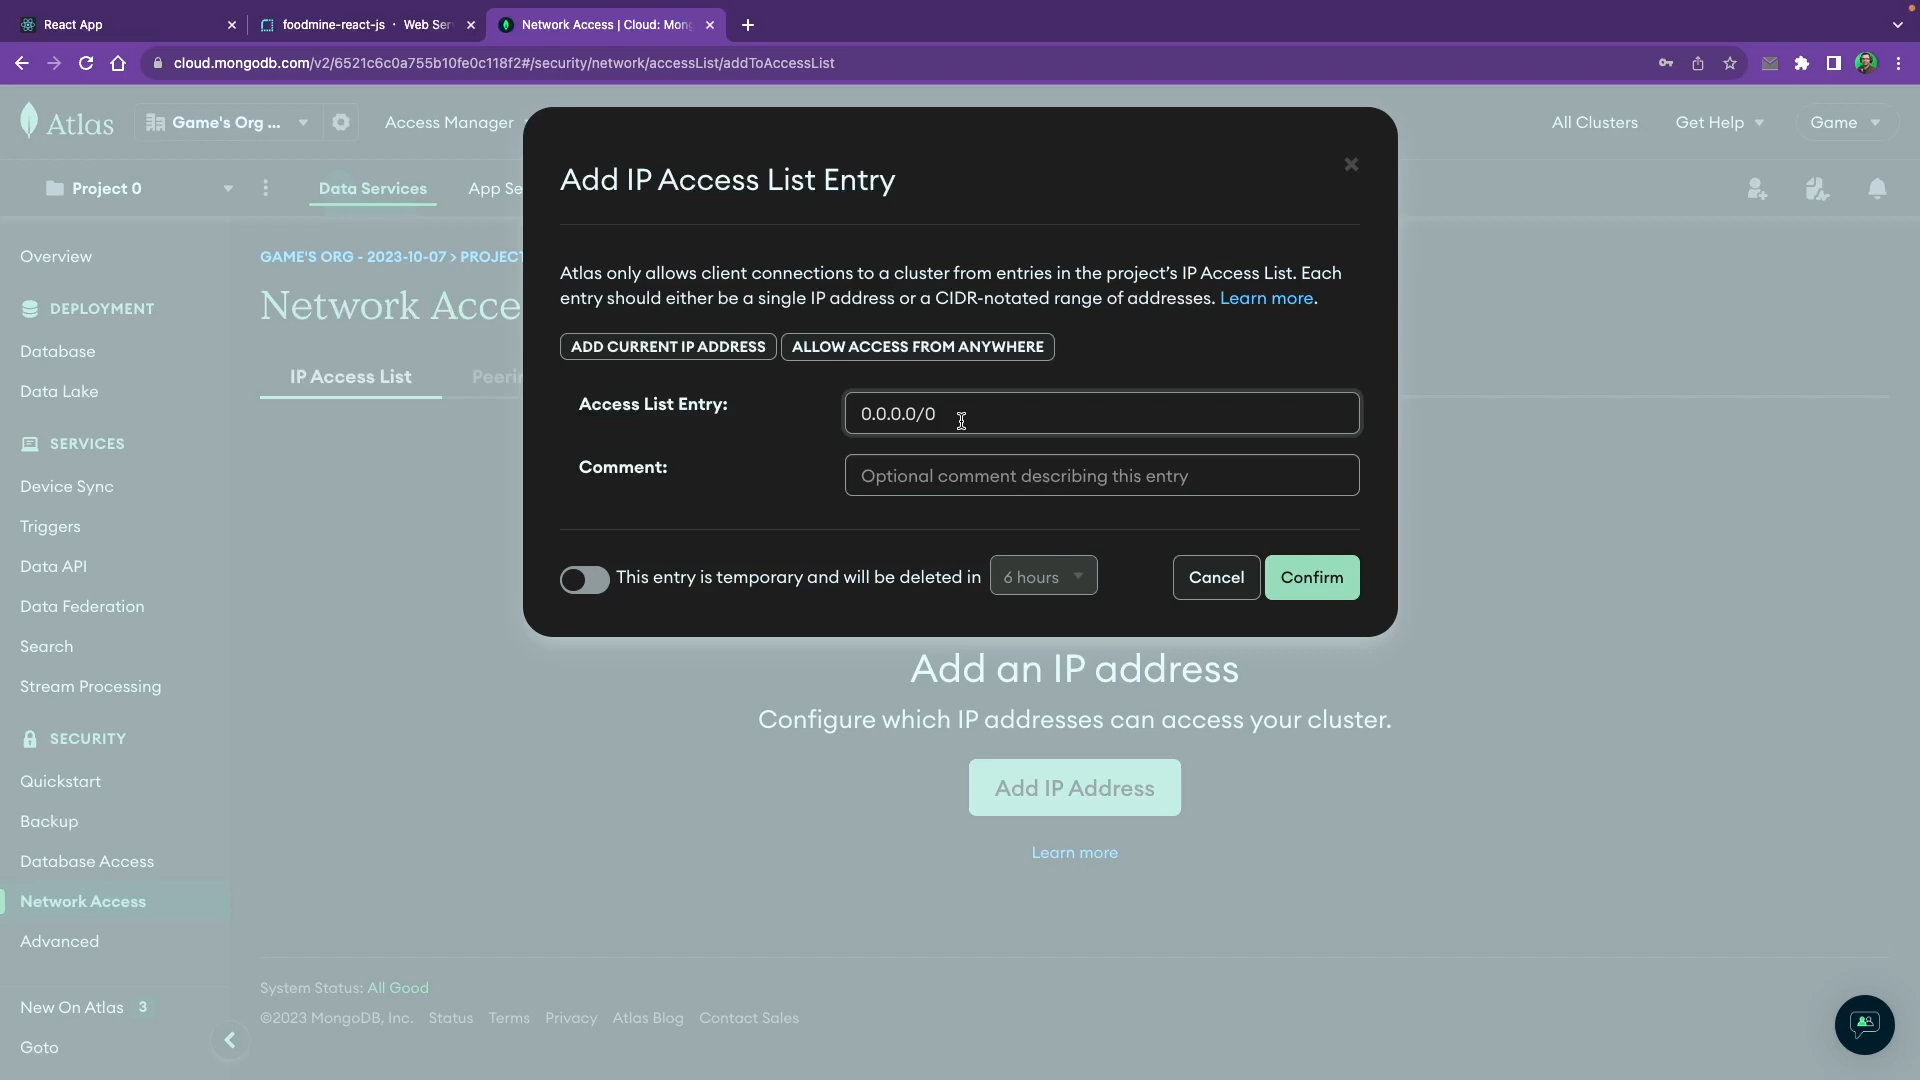 React App
foodmine-react-js · Web Ser
Network Access | Cloud: Mon
cloud.mongodb.com/v2/6521c6c0a755b10fe0c118f2#/security/network/accessList/addToAccessList
Atlas
Game's Org ...
Access Manager
All Clusters
Get Help
Game
Project 0
Data Services
App Se
Overview
DEPLOYMENT
Database
Data Lake
SERVICES
Device Sync
Triggers
Data API
Data Federation
Search
Stream Processing
SECURITY
Quickstart
Backup
Database Access
Network Access
Advanced
New On Atlas 3
Goto
GAME'S ORG - 2023-10-07 > PROJECT
Network Acce
IP Access List
Peerin
Add IP Access List Entry
Atlas only allows client connections to a cluster from entries in the project's IP Access List. Each
entry should either be a single IP address or a CIDR-notated range of addresses. Learn more.
ADD CURRENT IP ADDRESS
ALLOW ACCESS FROM ANYWHERE
Access List Entry:
0.0.0.0/0
Comment:
Optional comment describing this entry
This entry is temporary and will be deleted in
6 hours
Cancel
Confirm
Add an IP address
Configure which IP addresses can access your cluster.
Add IP Address
Learn more
System Status: All Good
©2023 MongoDB, Inc. Status Terms Privacy Atlas Blog Contact Sales